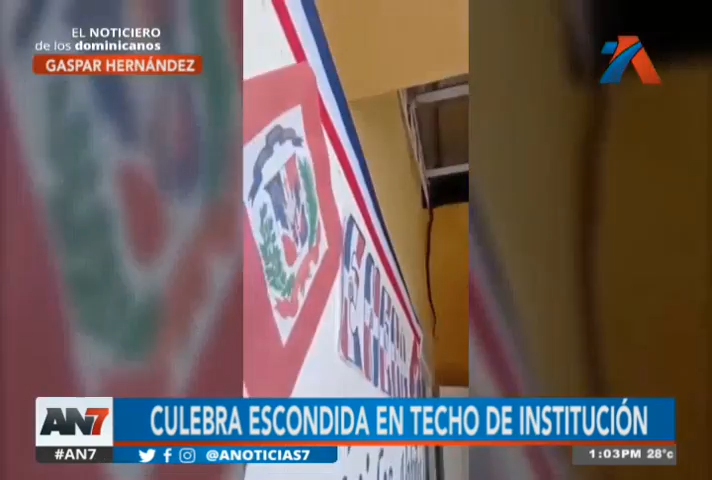 EL NOTICIERO
de los dominicanos
GASPAR HERNÁNDEZ
7
AN7
CULEBRA ESCONDIDA EN TECHO DE INSTITUCIÓN
#AN7
@ANOTICIAS7
1:03PM 28°c